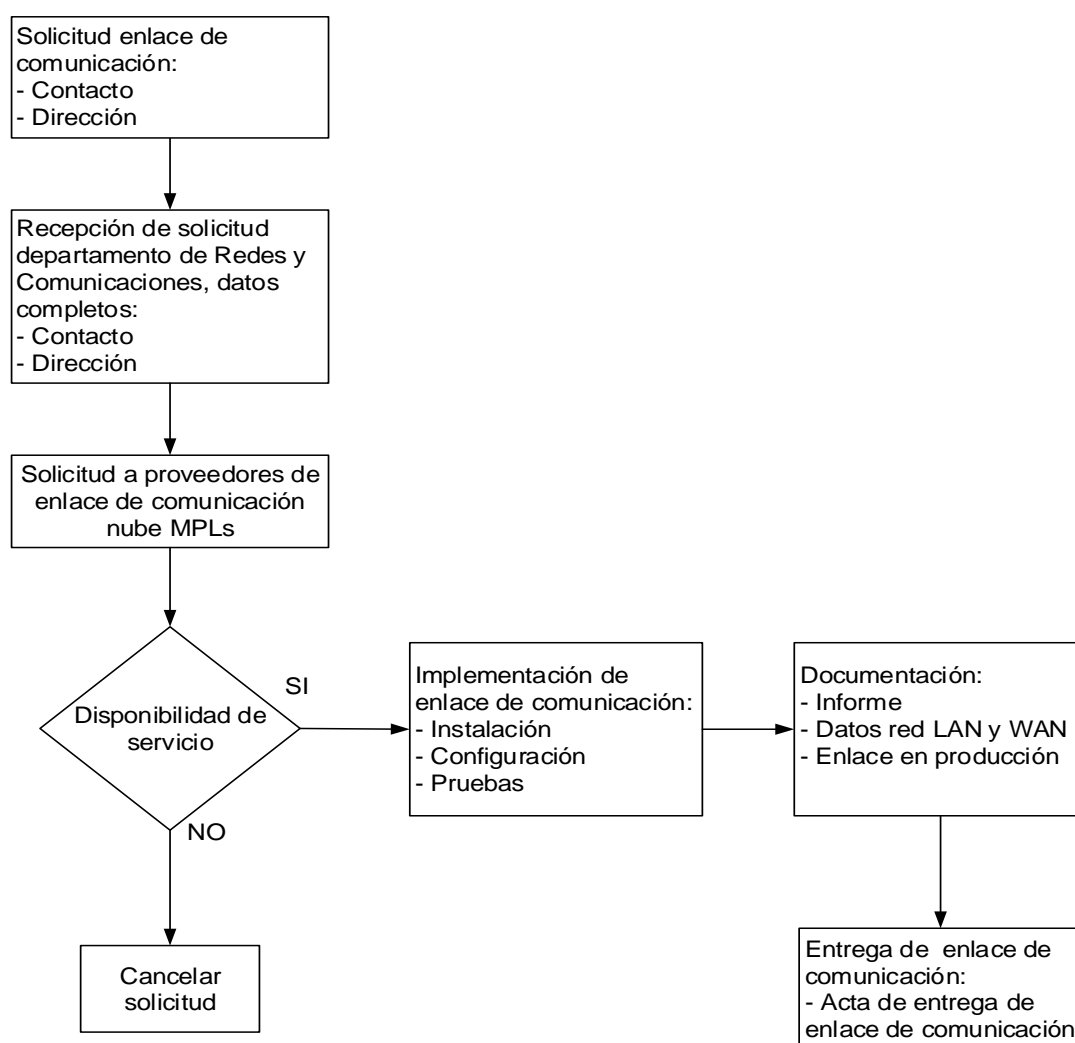 Solicitud enlace de
comunicación:
- Contacto
- Dirección
Recepción de solicitud
departamento de Redes y
Comunicaciones, datos
completos:
- Contacto
- Dirección
Solicitud a proveedores de
enlace de comunicación
nube MPLs
Disponibilidad de
servicio
SI
NO
Implementación de
enlace de comunicación:
- Instalación
- Configuración
- Pruebas
Documentación:
- Informe
- Datos red LAN y WAN
- Enlace en producción
Cancelar
solicitud
Entrega de  enlace de
comunicación:
- Acta de entrega de
enlace de comunicación